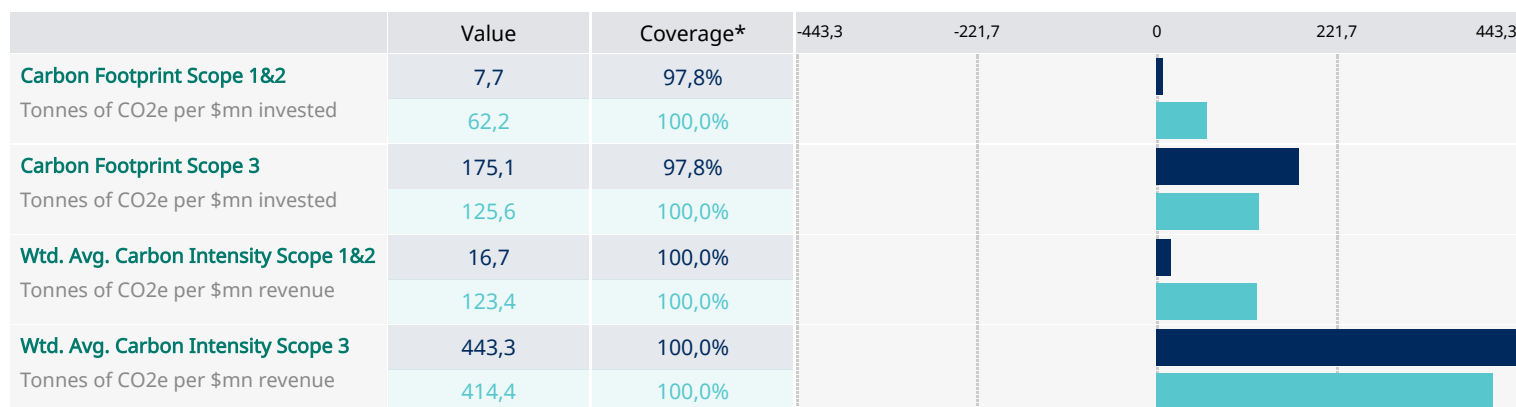 Value Coverage* -443,3 -221,7 0 221,7 443,3
Carbon Footprint Scope 1&2 7,7 97,8%
Tonnes of CO2e per $mn invested 62,2 100,0%
Carbon Footprint Scope 3 175,1 97,8%
Tonnes of CO2e per $mn invested 125,6 100,0%
Wtd. Avg. Carbon Intensity Scope 1&2 16,7 100,0%
Tonnes of CO2e per $mn revenue 123,4 100,0%
Wtd. Avg. Carbon Intensity Scope 3 443,3 100,0%
Tonnes of CO2e per $mn revenue 414,4 100,0%